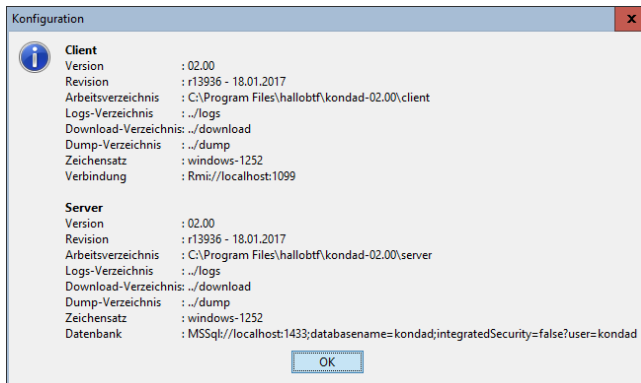 Konfiguration
x
Client
Version : 02.00
Revision : r13936 - 18.01.2017
Arbeitsverzeichnis : C:\Program Files\hallobtf\kondad-02.00\client
Logs-Verzeichnis : ../logs
Download-Verzeichnis: ../download
Dump-Verzeichnis : ../dump
Zeichensatz : windows-1252
Verbindung : Rmi://localhost:1099
Server
Version : 02.00
Revision : r13936 - 18.01.2017
Arbeitsverzeichnis : C:\Program Files\hallobtf\kondad-02.00\server
Logs-Verzeichnis : ../logs
Download-Verzeichnis: ../download
Dump-Verzeichnis : ../dump
Zeichensatz : windows-1252
Datenbank : MSSql://localhost:1433;databasename=kondad;integratedSecurity=false?user=kondad
OK